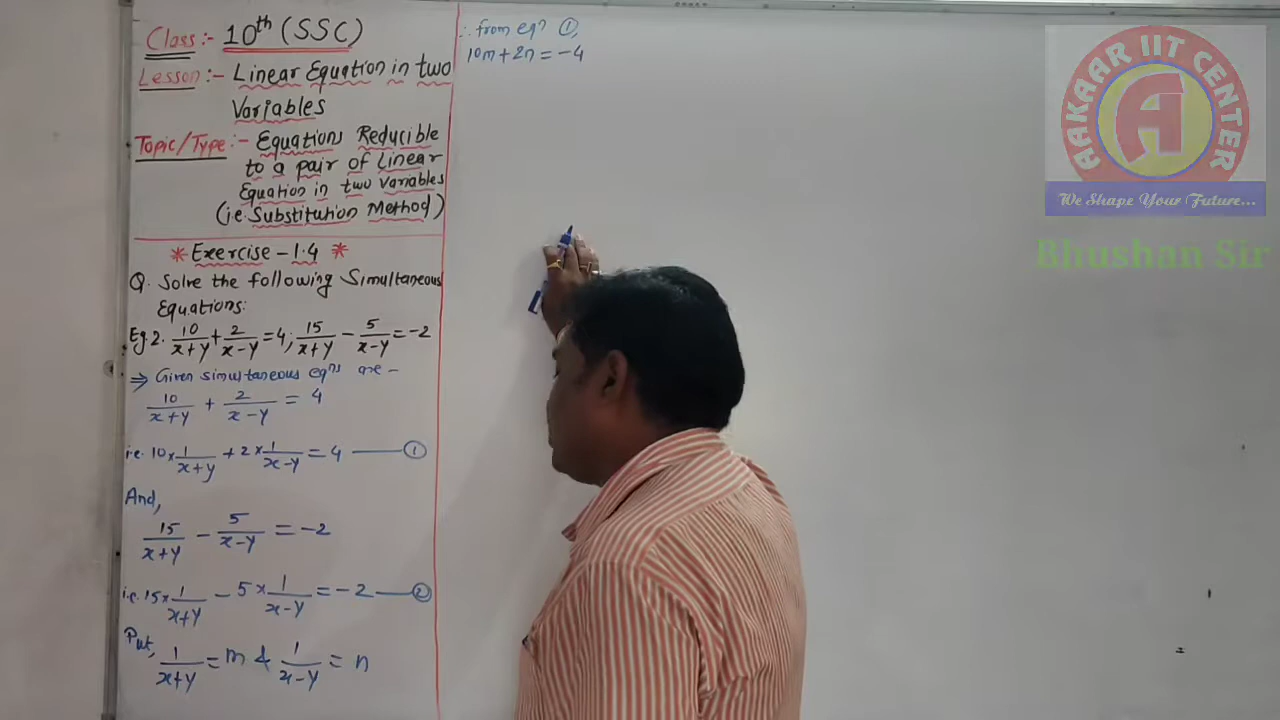 Class :- 10th (SSC)
Lesson :- Linear Equation in two
Variables
Topic/Type :- Equations Reducible
to a pair of Linear
Equation in two variables
(i.e. Substitution Method)
* Exercise - 1.4 *
Q. Solve the following Simultaneous
Equations:
Eg. 2. 10/(x+y) + 2/(x-y) = 4; 15/(x+y) - 5/(x-y) = -2
⇒ Given simultaneous eqns are -
10/(x+y) + 2/(x-y) = 4
i.e. 10 × 1/(x+y) + 2 × 1/(x-y) = 4 —— ①
And,
15/(x+y) - 5/(x-y) = -2
i.e. 15 × 1/(x+y) - 5 × 1/(x-y) = -2 —— ②
Put,
1/(x+y) = m & 1/(x-y) = n
∴ from eqn ①,
10m + 2n = -4
AAKAAR IIT CENTER
A
We Shape Your Future...
Bhushan Sir